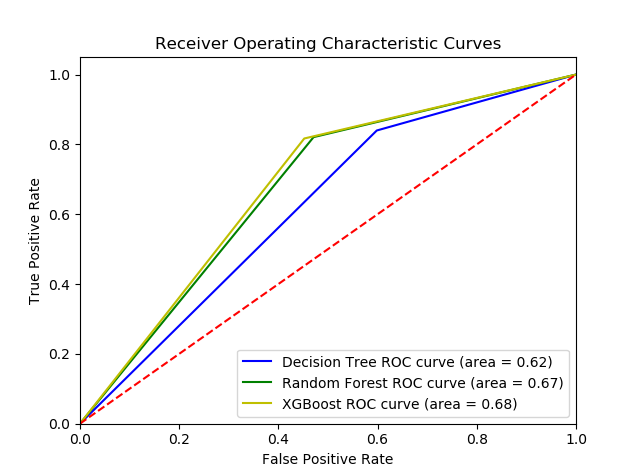 Receiver Operating Characteristic Curves
True Positive Rate
1.0
0.8
0.6
0.4
0.2
0.0
Decision Tree ROC curve (area = 0.62)
Random Forest ROC curve (area = 0.67)
XGBoost ROC curve (area = 0.68)
0.0 0.2 0.4 0.6 0.8 1.0
False Positive Rate